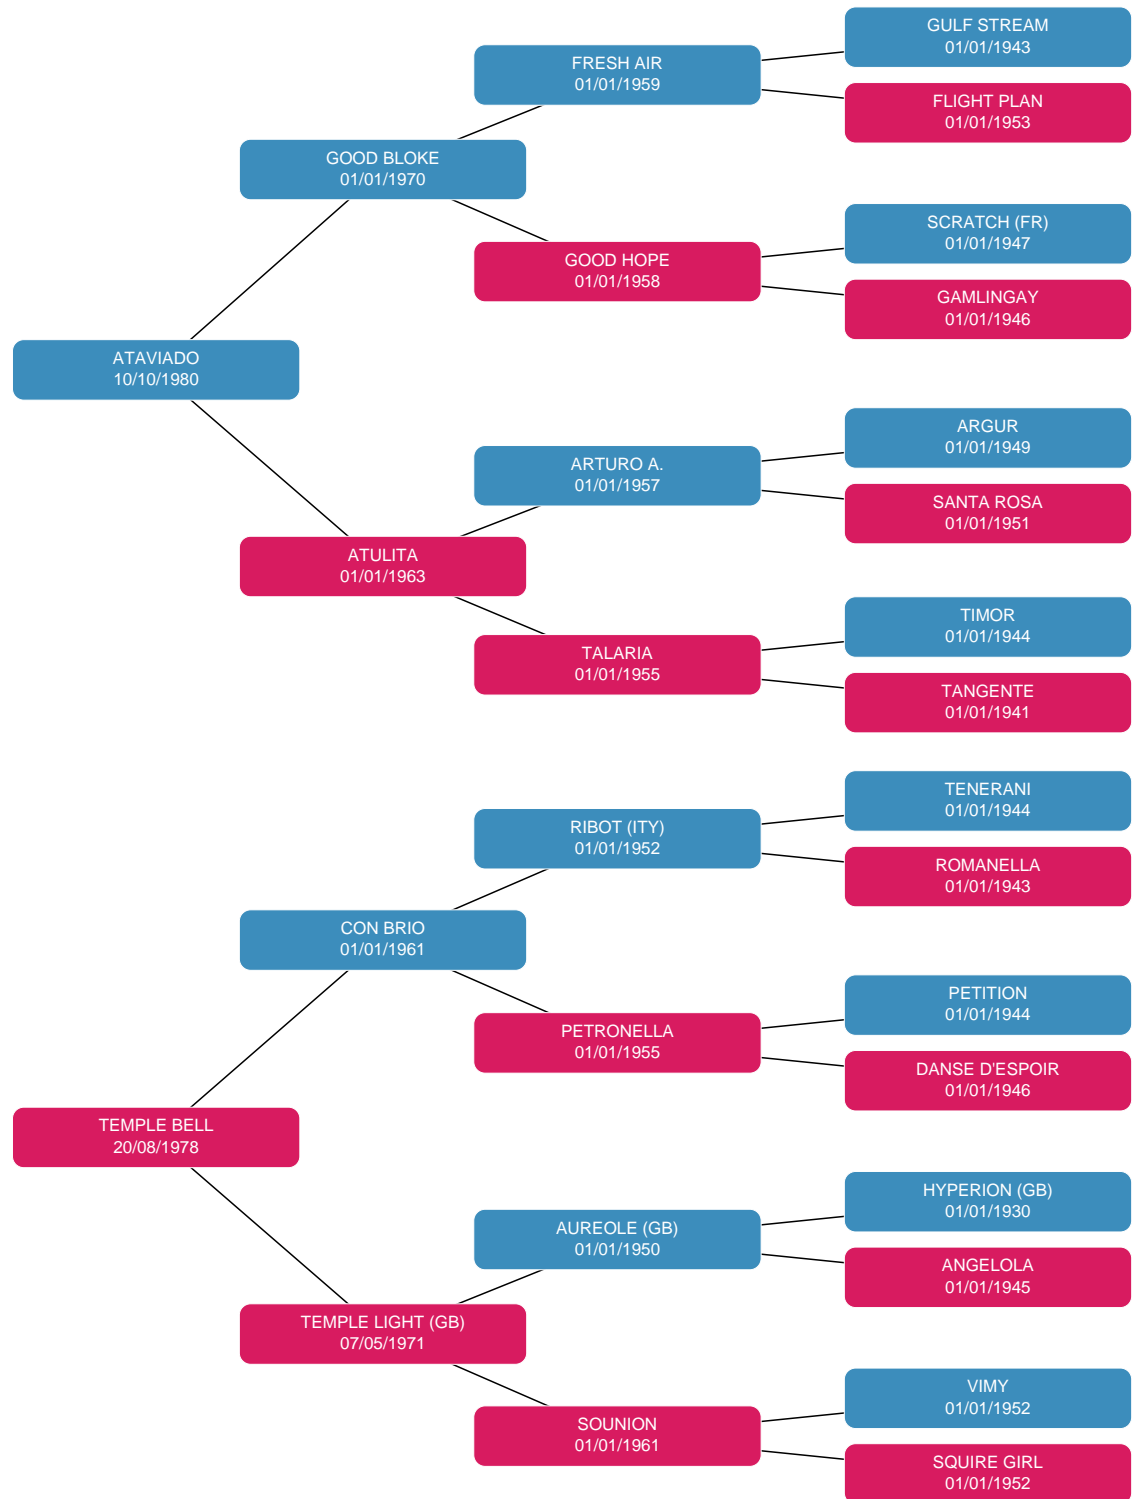 GULF STREAM
01/01/1943
FRESH AIR
01/01/1959
FLIGHT PLAN
01/01/1953
GOOD BLOKE
01/01/1970
SCRATCH (FR)
01/01/1947
GOOD HOPE
01/01/1958
GAMLINGAY
01/01/1946
ATAVIADO
10/10/1980
ARGUR
01/01/1949
ARTURO A.
01/01/1957
SANTA ROSA
01/01/1951
ATULITA
01/01/1963
TIMOR
01/01/1944
TALARIA
01/01/1955
TANGENTE
01/01/1941
TENERANI
01/01/1944
RIBOT (ITY)
01/01/1952
ROMANELLA
01/01/1943
CON BRIO
01/01/1961
PETITION
01/01/1944
PETRONELLA
01/01/1955
DANSE D'ESPOIR
01/01/1946
TEMPLE BELL
20/08/1978
HYPERION (GB)
01/01/1930
AUREOLE (GB)
01/01/1950
ANGELOLA
01/01/1945
TEMPLE LIGHT (GB)
07/05/1971
VIMY
01/01/1952
SOUNION
01/01/1961
SQUIRE GIRL
01/01/1952